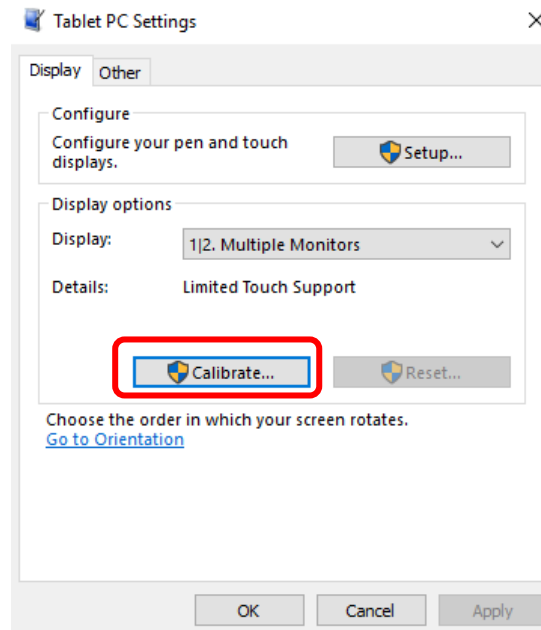 Tablet PC Settings
Display Other
Configure
Configure your pen and touch
displays.
Setup...
Display options
Display: 1|2. Multiple Monitors
Details: Limited Touch Support
Calibrate... Reset...
Choose the order in which your screen rotates.
Go to Orientation
OK Cancel Apply